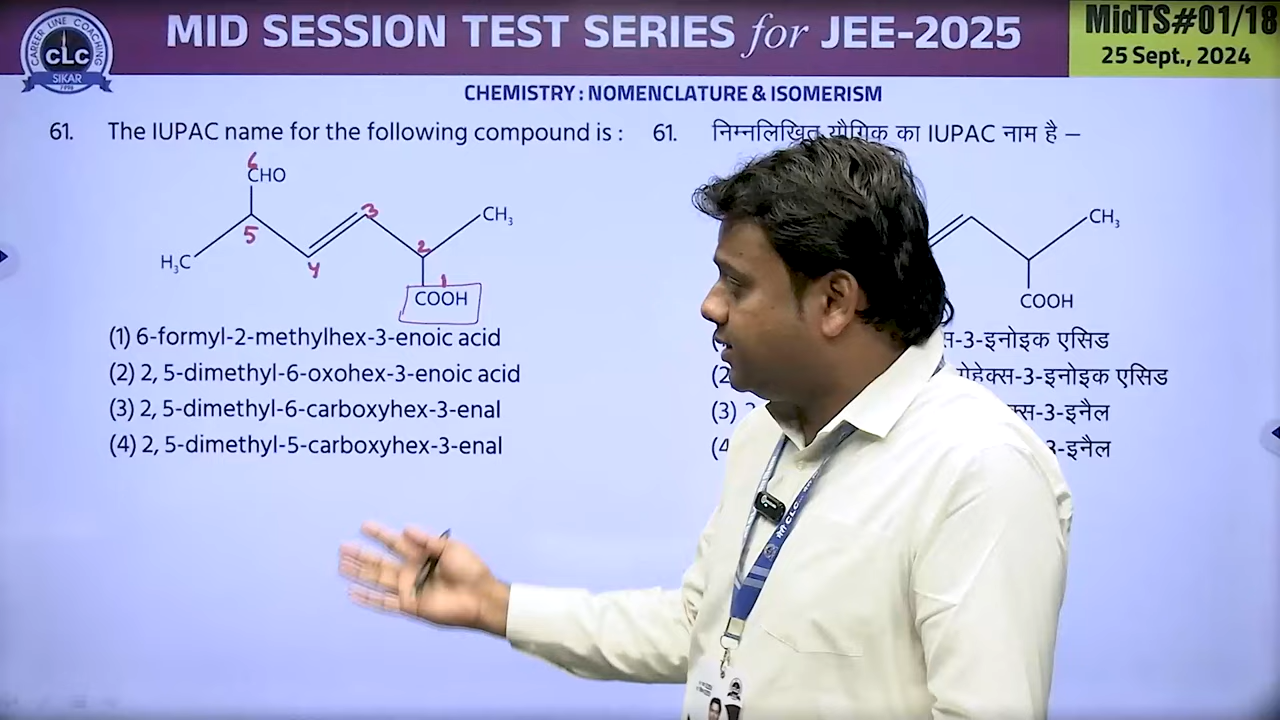 CAREER LINE COACHING
CLC
SIKAR
1996
MID SESSION TEST SERIES for JEE-2025
MidTS#01/18
25 Sept., 2024
CHEMISTRY : NOMENCLATURE & ISOMERISM
61. The IUPAC name for the following compound is :
6
CHO
5
H₃C
4
3
2
CH₃
1
COOH
(1) 6-formyl-2-methylhex-3-enoic acid
(2) 2, 5-dimethyl-6-oxohex-3-enoic acid
(3) 2, 5-dimethyl-6-carboxyhex-3-enal
(4) 2, 5-dimethyl-5-carboxyhex-3-enal
61. निम्नलिखित यौगिक का IUPAC नाम है –
CH₃
COOH
-3-इनोइक एसिड
(2
-3-इनोइक एसिड
(3)
-3-इनैल
(4
-इनैल
CLC